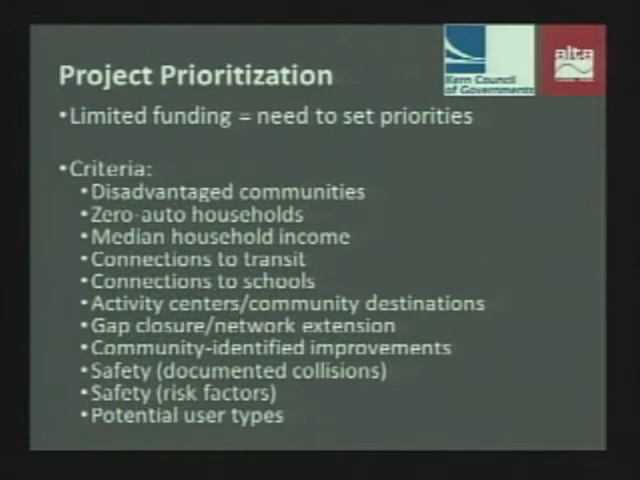 Kern Council
of Governments
alta
Project Prioritization
•Limited funding = need to set priorities
•Criteria:
•Disadvantaged communities
•Zero-auto households
•Median household income
•Connections to transit
•Connections to schools
•Activity centers/community destinations
•Gap closure/network extension
•Community-identified improvements
•Safety (documented collisions)
•Safety (risk factors)
•Potential user types